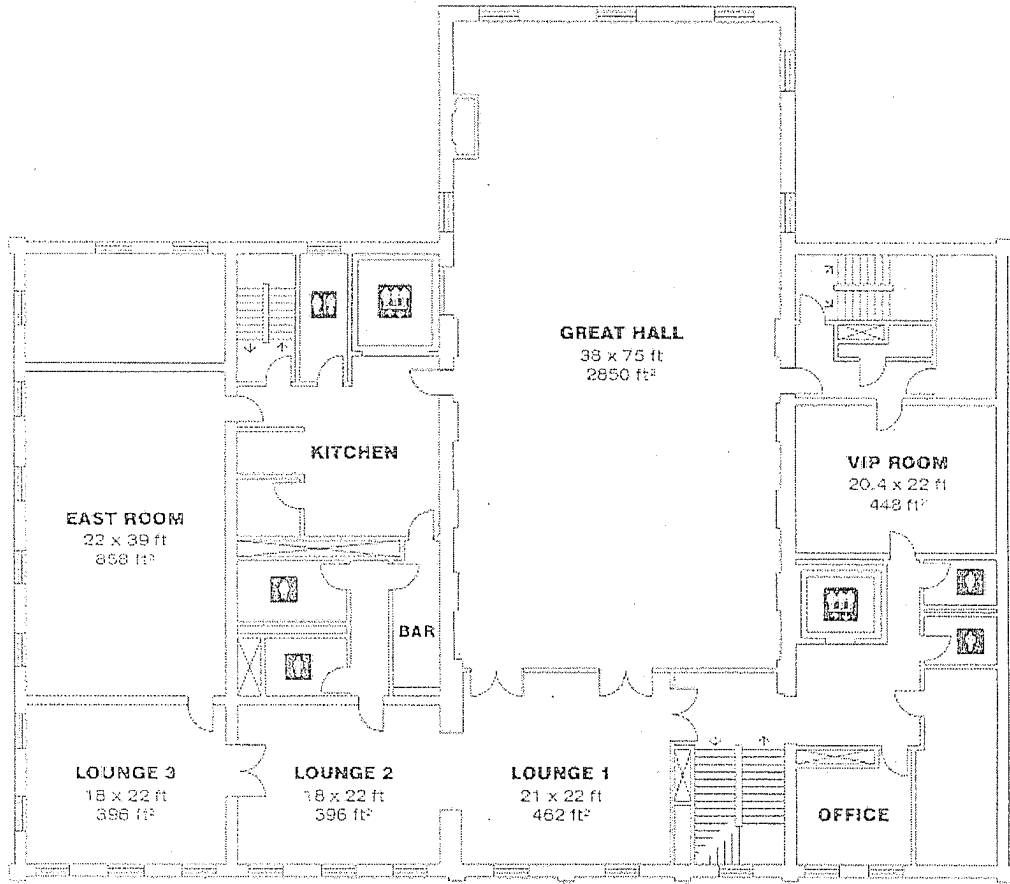 GREAT HALL
38 x 75 ft
2850 ft²
KITCHEN
VIP ROOM
20.4 x 22 ft
448 ft²
EAST ROOM
22 x 39 ft
858 ft²
BAR
LOUNGE 3
18 x 22 ft
396 ft²
LOUNGE 2
18 x 22 ft
396 ft²
LOUNGE 1
21 x 22 ft
462 ft²
OFFICE